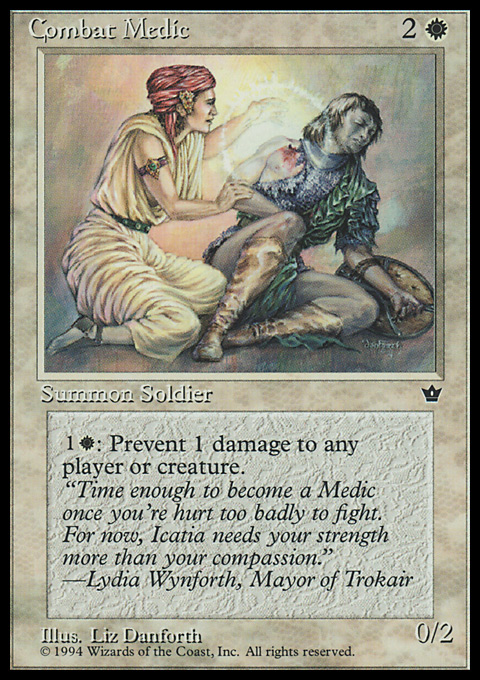 Combat Medic 2
Danforth
Summon Soldier
1: Prevent 1 damage to any
player or creature.
“Time enough to become a Medic
once you're hurt too badly to fight.
For now, Icatia needs your strength
more than your compassion.”
—Lydia Wynforth, Mayor of Trokair
Illus. Liz Danforth 0/2
© 1994 Wizards of the Coast, Inc. All rights reserved.